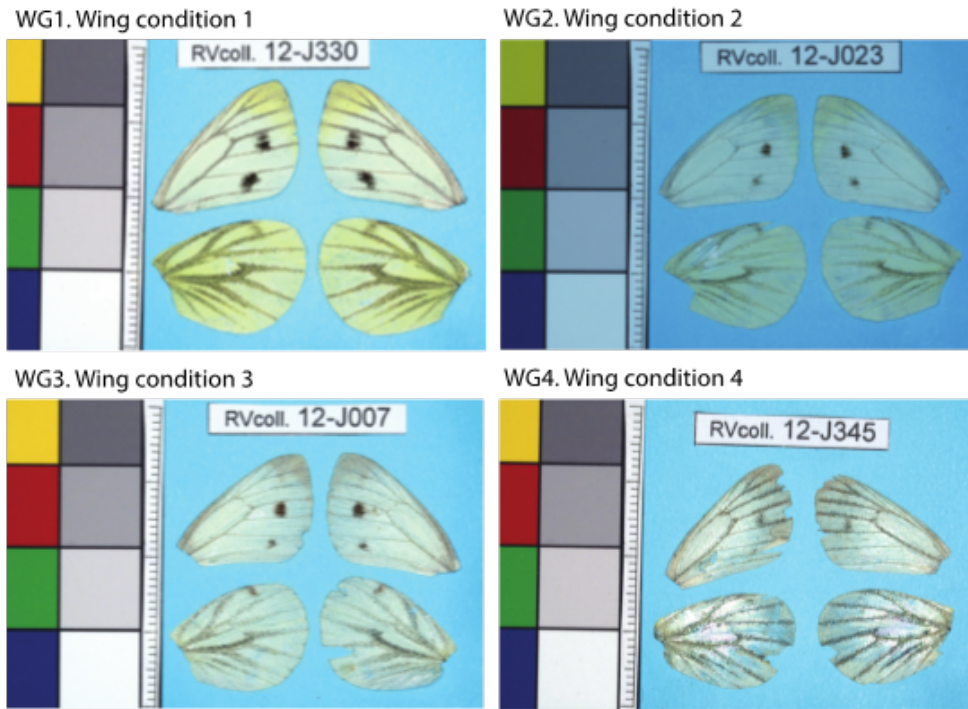 WG1. Wing condition 1
RVcoll. 12-J330
WG2. Wing condition 2
RVcoll. 12-J023
WG3. Wing condition 3
RVcoll. 12-J007
WG4. Wing condition 4
RVcoll. 12-J345